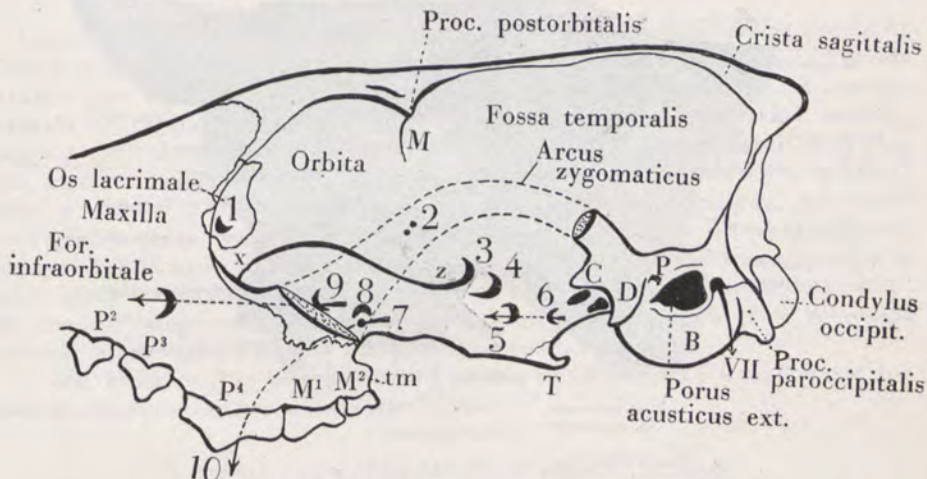 Proc. postorbitalis
Crista sagittalis
M
Fossa temporalis
Orbita
Arcus
zygomaticus
Os lacrimale
Maxilla
1
2
x
For.
infraorbitale
z
3
4
C
D
P
9
8
7
6
5
B
Condylus
occipit.
VII
Proc.
paroccipitalis
P²
P³
P⁴
M¹
M²
tm
T
Porus
acusticus ext.
10